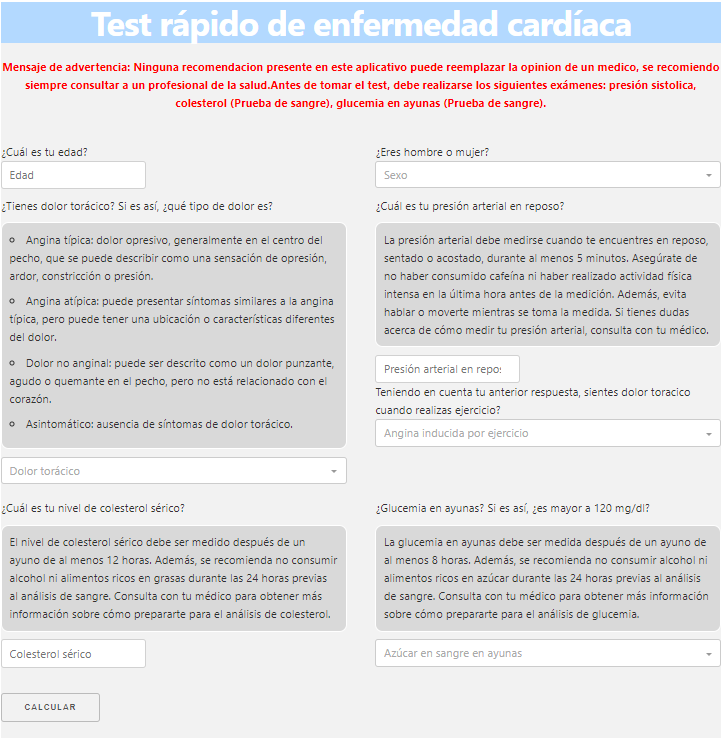 Test rápido de enfermedad cardíaca
Mensaje de advertencia: Ninguna recomendacion presente en este aplicativo puede reemplazar la opinion de un medico, se recomiendo
siempre consultar a un profesional de la salud.Antes de tomar el test, debe realizarse los siguientes exámenes: presión sistolica,
colesterol (Prueba de sangre), glucemia en ayunas (Prueba de sangre).
¿Cuál es tu edad?
Edad
¿Eres hombre o mujer?
Sexo
¿Tienes dolor torácico? Si es así, ¿qué tipo de dolor es?
Angina típica: dolor opresivo, generalmente en el centro del
pecho, que se puede describir como una sensación de opresión,
ardor, constricción o presión.
Angina atípica: puede presentar síntomas similares a la angina
típica, pero puede tener una ubicación o características diferentes
del dolor.
Dolor no anginal: puede ser descrito como un dolor punzante,
agudo o quemante en el pecho, pero no está relacionado con el
corazón.
Asintomático: ausencia de síntomas de dolor torácico.
Dolor torácico
¿Cuál es tu presión arterial en reposo?
La presión arterial debe medirse cuando te encuentres en reposo,
sentado o acostado, durante al menos 5 minutos. Asegúrate de
no haber consumido cafeína ni haber realizado actividad física
intensa en la última hora antes de la medición. Además, evita
hablar o moverte mientras se toma la medida. Si tienes dudas
acerca de cómo medir tu presión arterial, consulta con tu médico.
Presión arterial en repo
Teniendo en cuenta tu anterior respuesta, sientes dolor toracico
cuando realizas ejercicio?
Angina inducida por ejercicio
¿Cuál es tu nivel de colesterol sérico?
El nivel de colesterol sérico debe ser medido después de un
ayuno de al menos 12 horas. Además, se recomienda no consumir
alcohol ni alimentos ricos en grasas durante las 24 horas previas
al análisis de sangre. Consulta con tu médico para obtener más
información sobre cómo prepararte para el análisis de colesterol.
Colesterol sérico
¿Glucemia en ayunas? Si es así, ¿es mayor a 120 mg/dl?
La glucemia en ayunas debe ser medida después de un ayuno de
al menos 8 horas. Además, se recomienda no consumir alcohol ni
alimentos ricos en azúcar durante las 24 horas previas al análisis
de sangre. Consulta con tu médico para obtener más información
sobre cómo prepararte para el análisis de glucemia.
Azúcar en sangre en ayunas
CALCULAR